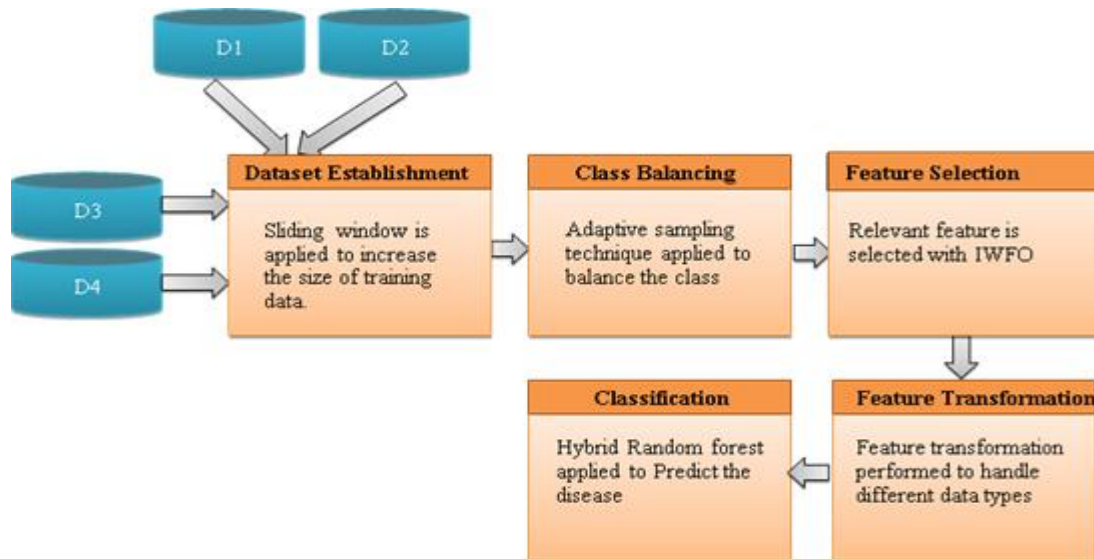 D1
D2
D3
D4
Dataset Establishment
Sliding window is
applied to increase
the size of training
data.
Class Balancing
Adaptive sampling
technique applied to
balance the class
Feature Selection
Relevant feature is
selected with IWFO
Feature Transformation
Feature transformation
performed to handle
different data types
Classification
Hybrid Random forest
applied to Predict the
disease